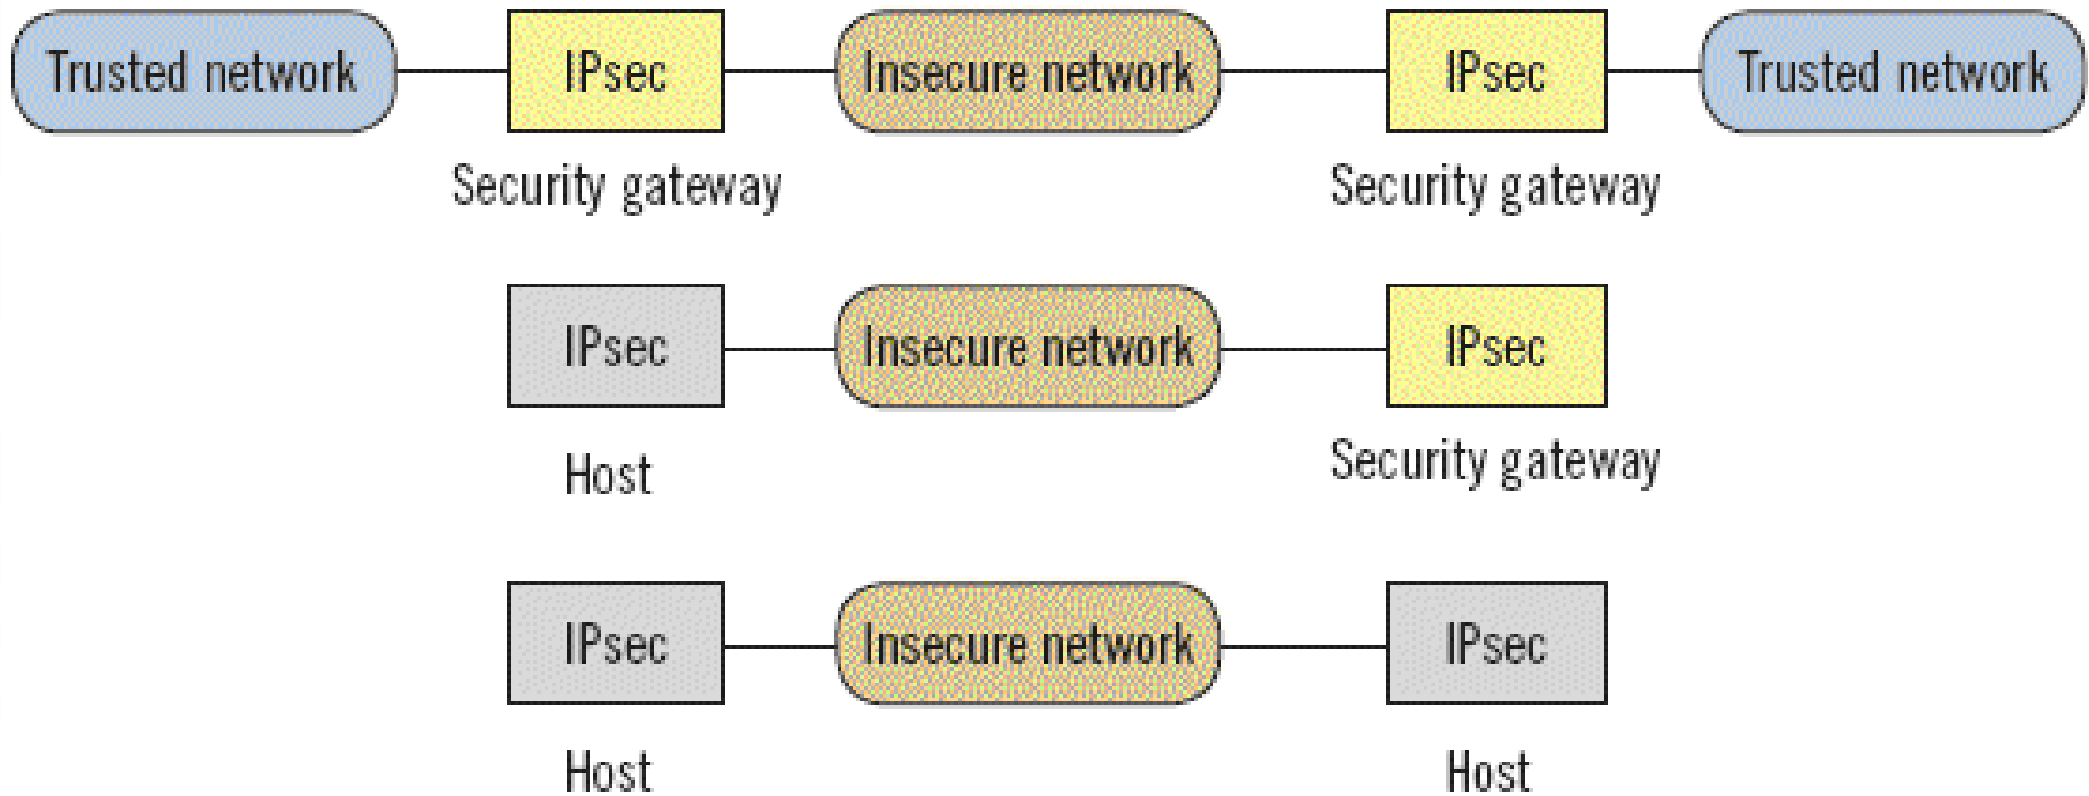 Trusted network IPsec Insecure network IPsec Trusted network
Security gateway Security gateway
IPsec Insecure network IPsec
Host Security gateway
IPsec Insecure network IPsec
Host Host